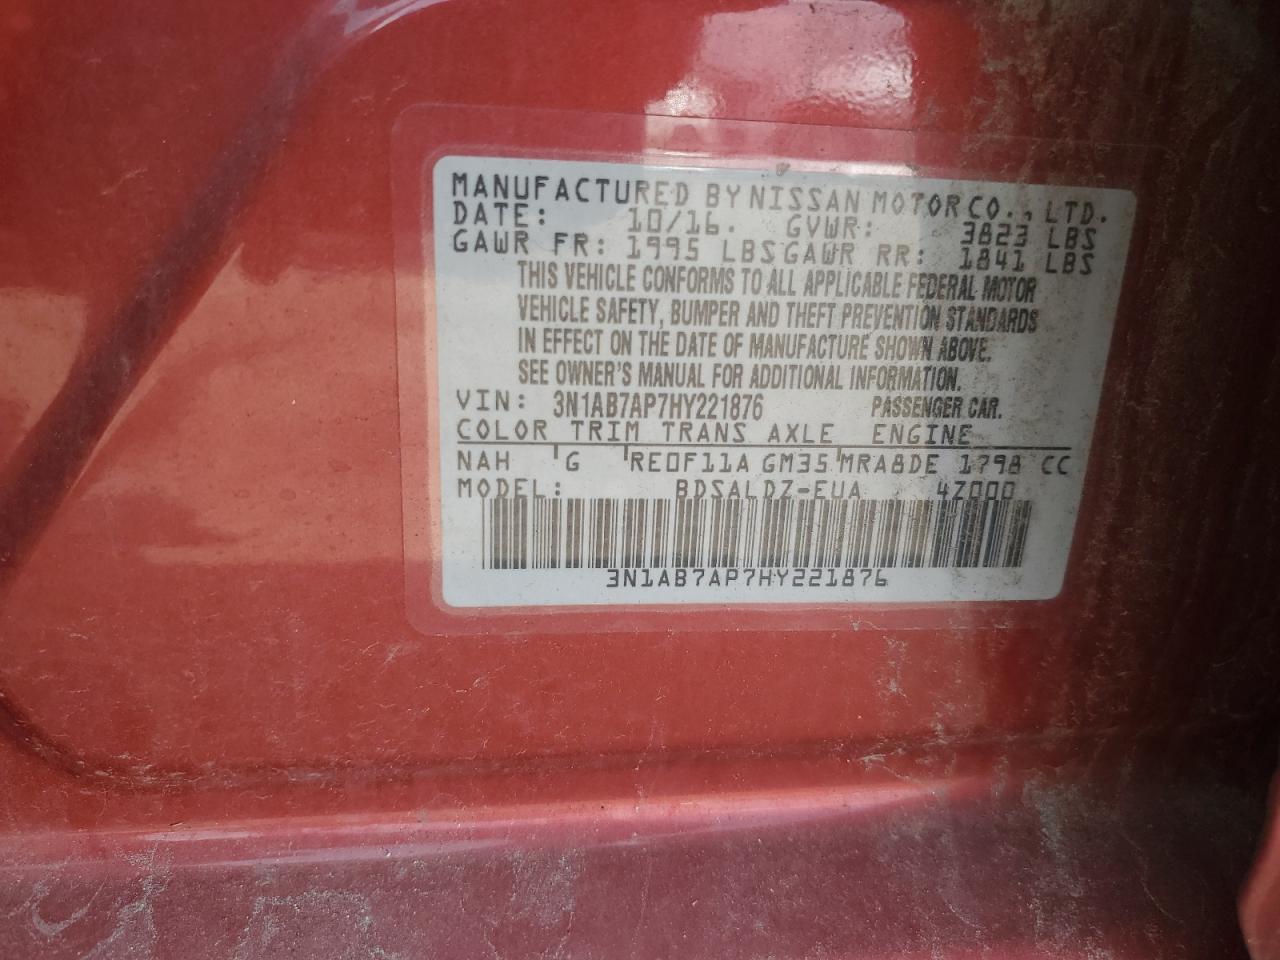 MANUFACTURED BY NISSAN MOTOR CO., LTD.
DATE: 10/16. GVWR: 3823 LBS
GAWR FR: 1995 LBS GAWR RR: 1841 LBS
THIS VEHICLE CONFORMS TO ALL APPLICABLE FEDERAL MOTOR
VEHICLE SAFETY, BUMPER AND THEFT PREVENTION STANDARDS
IN EFFECT ON THE DATE OF MANUFACTURE SHOWN ABOVE.
SEE OWNER'S MANUAL FOR ADDITIONAL INFORMATION.
VIN: 3N1AB7AP7HY221876 PASSENGER CAR.
COLOR TRIM TRANS AXLE ENGINE
NAH G RE0F11A GM35 MRA8DE 1798 CC
MODEL: BDSALDZ-EUA 4Z000
3N1AB7AP7HY221876